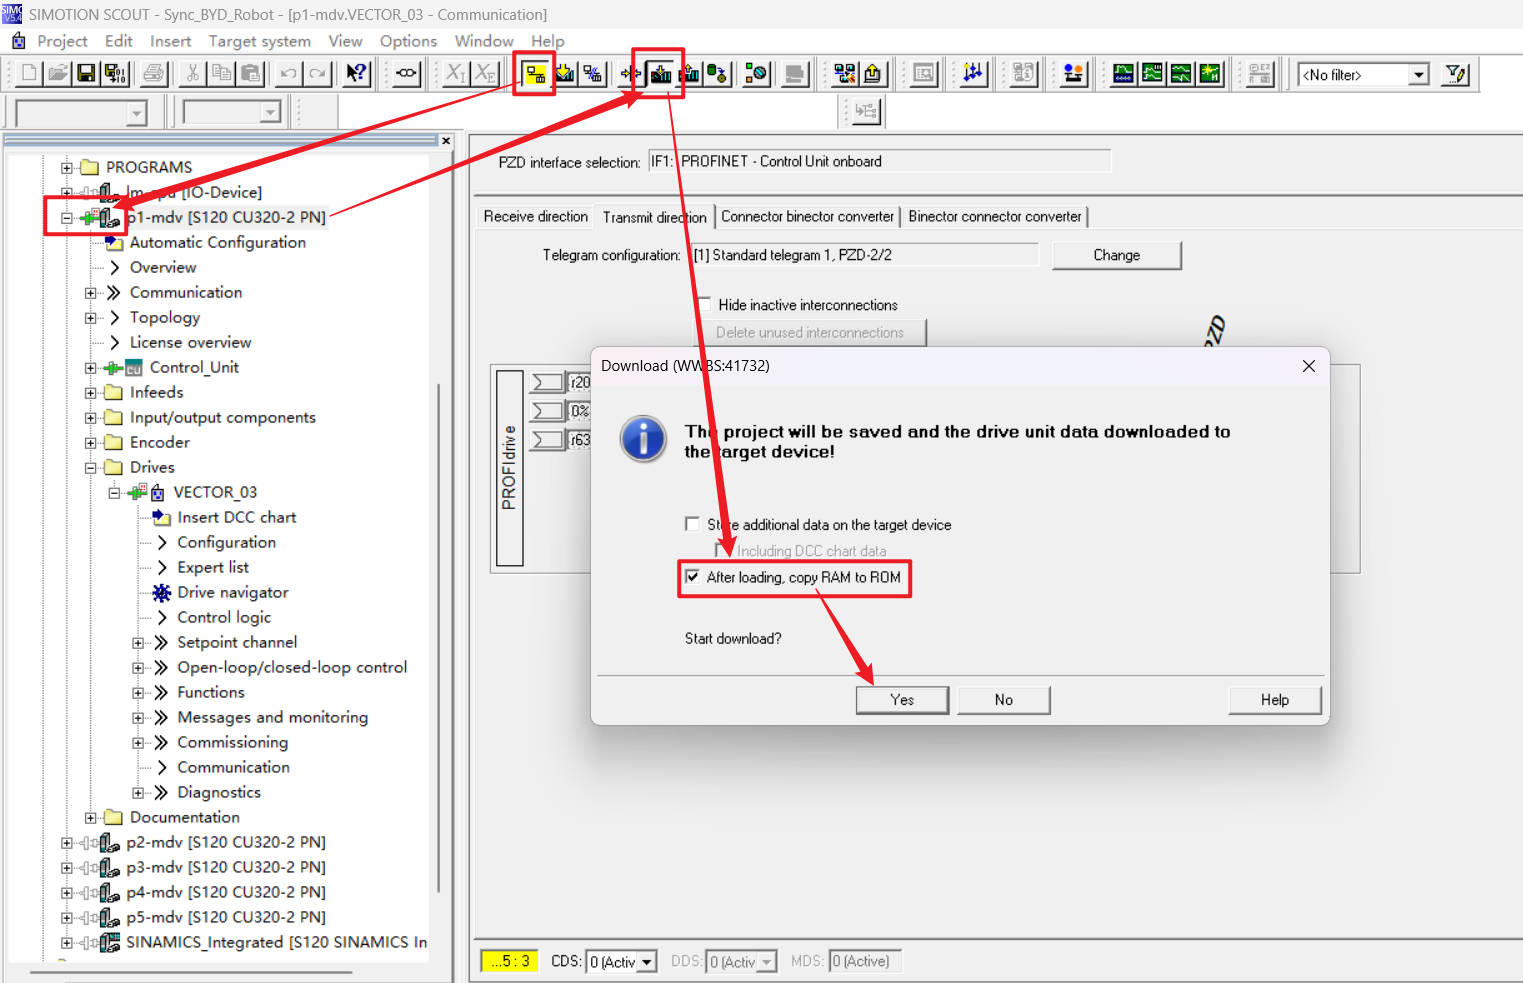 SIMOTION SCOUT - Sync_BYD_Robot - [p1-mdv.VECTOR_03 - Communication]
Project Edit Insert Target system View Options Window Help
<No filter>
PROGRAMS
[IO-Device]
p1-mdv [S120 CU320-2 PN]
Automatic Configuration
Overview
Communication
Topology
License overview
Control_Unit
Infeeds
Input/output components
Encoder
Drives
VECTOR_03
Insert DCC chart
Configuration
Expert list
Drive navigator
Control logic
Setpoint channel
Open-loop/closed-loop control
Functions
Messages and monitoring
Commissioning
Communication
Diagnostics
Documentation
p2-mdv [S120 CU320-2 PN]
p3-mdv [S120 CU320-2 PN]
p4-mdv [S120 CU320-2 PN]
p5-mdv [S120 CU320-2 PN]
SINAMICS_Integrated [S120 SINAMICS In
PZD interface selection: IF1: PROFINET - Control Unit onboard
Receive direction Transmit direction Connector binector converter Binector connector converter
Telegram configuration: [1] Standard telegram 1, PZD-2/2 Change
Hide inactive interconnections
Delete unused interconnections
PZD
PROFIdrive
r20
0%
r63
Download (WWBS:41732)
The project will be saved and the drive unit data downloaded to
the target device!
Store additional data on the target device
Including DCC chart data
After loading, copy RAM to ROM
Start download?
Yes No Help
...5 : 3 CDS: 0 (Activ DDS: 0 (Activ MDS: 0 (Active)